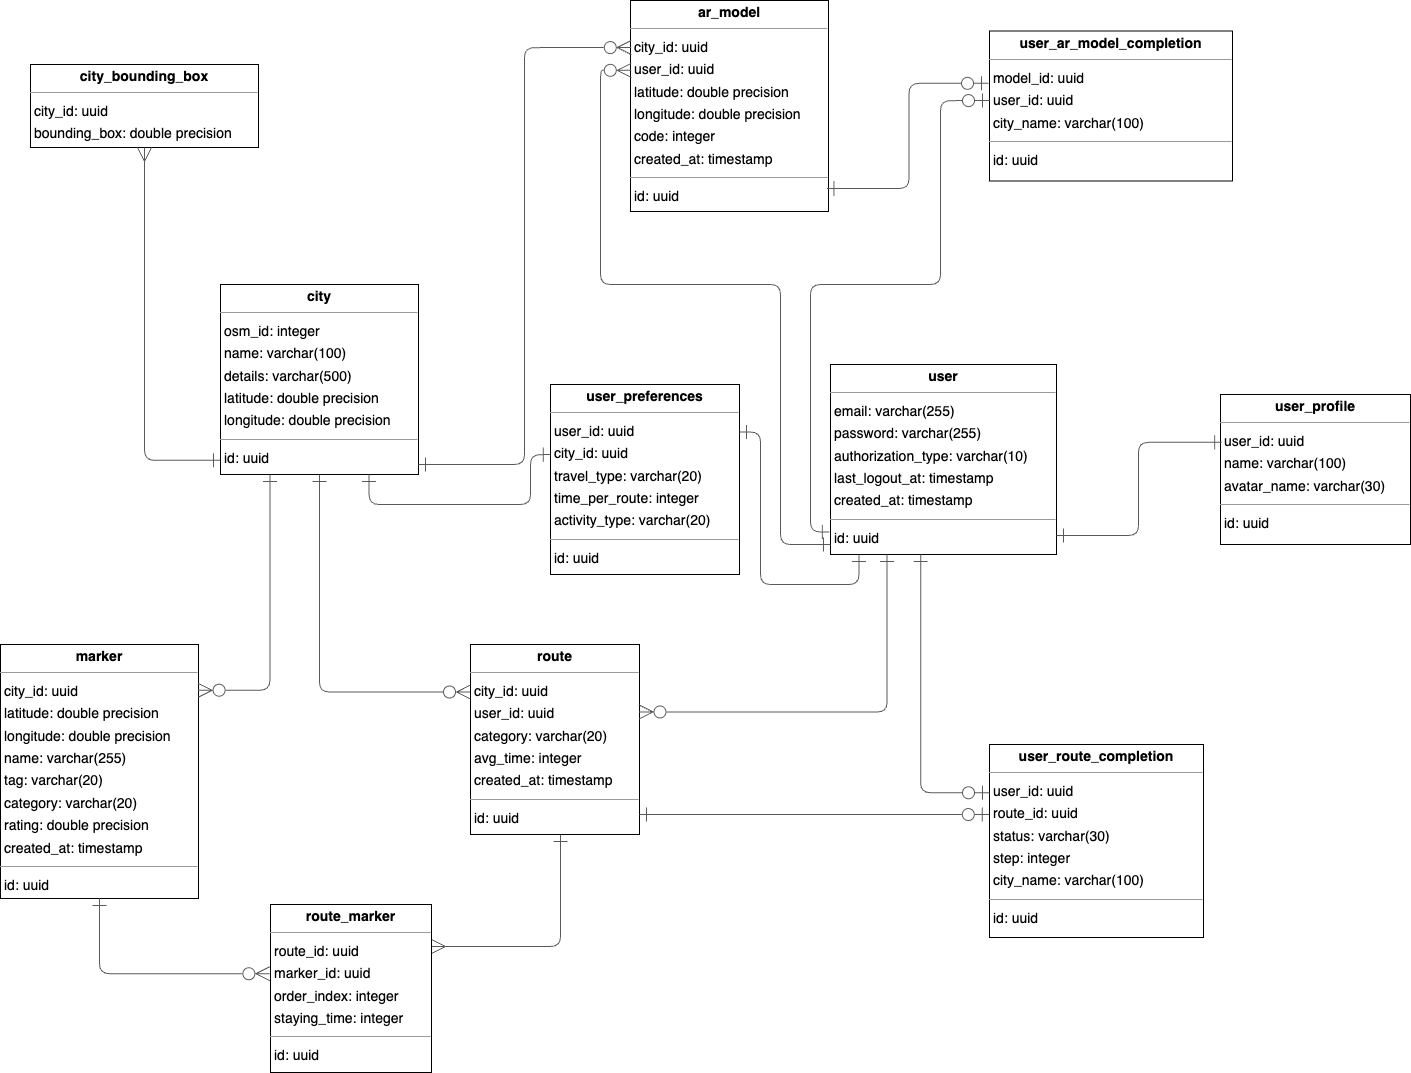 ar_model
city_id: uuid
user_id: uuid
latitude: double precision
longitude: double precision
code: integer
created_at: timestamp
id: uuid
user_ar_model_completion
model_id: uuid
user_id: uuid
city_name: varchar(100)
id: uuid
city_bounding_box
city_id: uuid
bounding_box: double precision
city
osm_id: integer
name: varchar(100)
details: varchar(500)
latitude: double precision
longitude: double precision
id: uuid
user_preferences
user_id: uuid
city_id: uuid
travel_type: varchar(20)
time_per_route: integer
activity_type: varchar(20)
id: uuid
user
email: varchar(255)
password: varchar(255)
authorization_type: varchar(10)
last_logout_at: timestamp
created_at: timestamp
id: uuid
user_profile
user_id: uuid
name: varchar(100)
avatar_name: varchar(30)
id: uuid
marker
city_id: uuid
latitude: double precision
longitude: double precision
name: varchar(255)
tag: varchar(20)
category: varchar(20)
rating: double precision
created_at: timestamp
id: uuid
route
city_id: uuid
user_id: uuid
category: varchar(20)
avg_time: integer
created_at: timestamp
id: uuid
user_route_completion
user_id: uuid
route_id: uuid
status: varchar(30)
step: integer
city_name: varchar(100)
id: uuid
route_marker
route_id: uuid
marker_id: uuid
order_index: integer
staying_time: integer
id: uuid